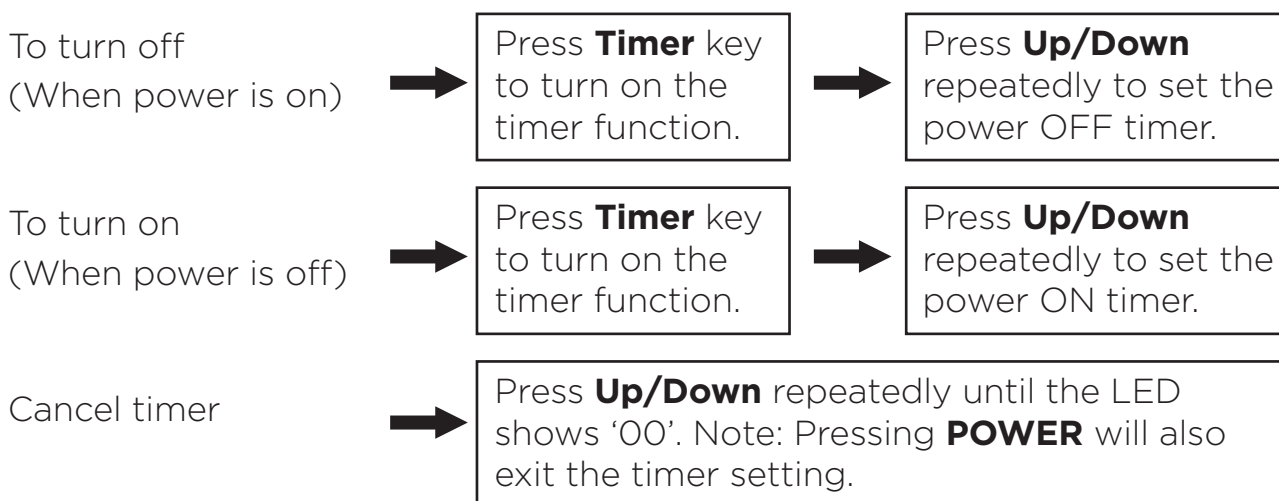 To turn off
(When power is on)
Press Timer key
to turn on the
timer function.
Press Up/Down
repeatedly to set the
power OFF timer.
To turn on
(When power is off)
Press Timer key
to turn on the
timer function.
Press Up/Down
repeatedly to set the
power ON timer.
Cancel timer
Press Up/Down repeatedly until the LED
shows ‘00’. Note: Pressing POWER will also
exit the timer setting.